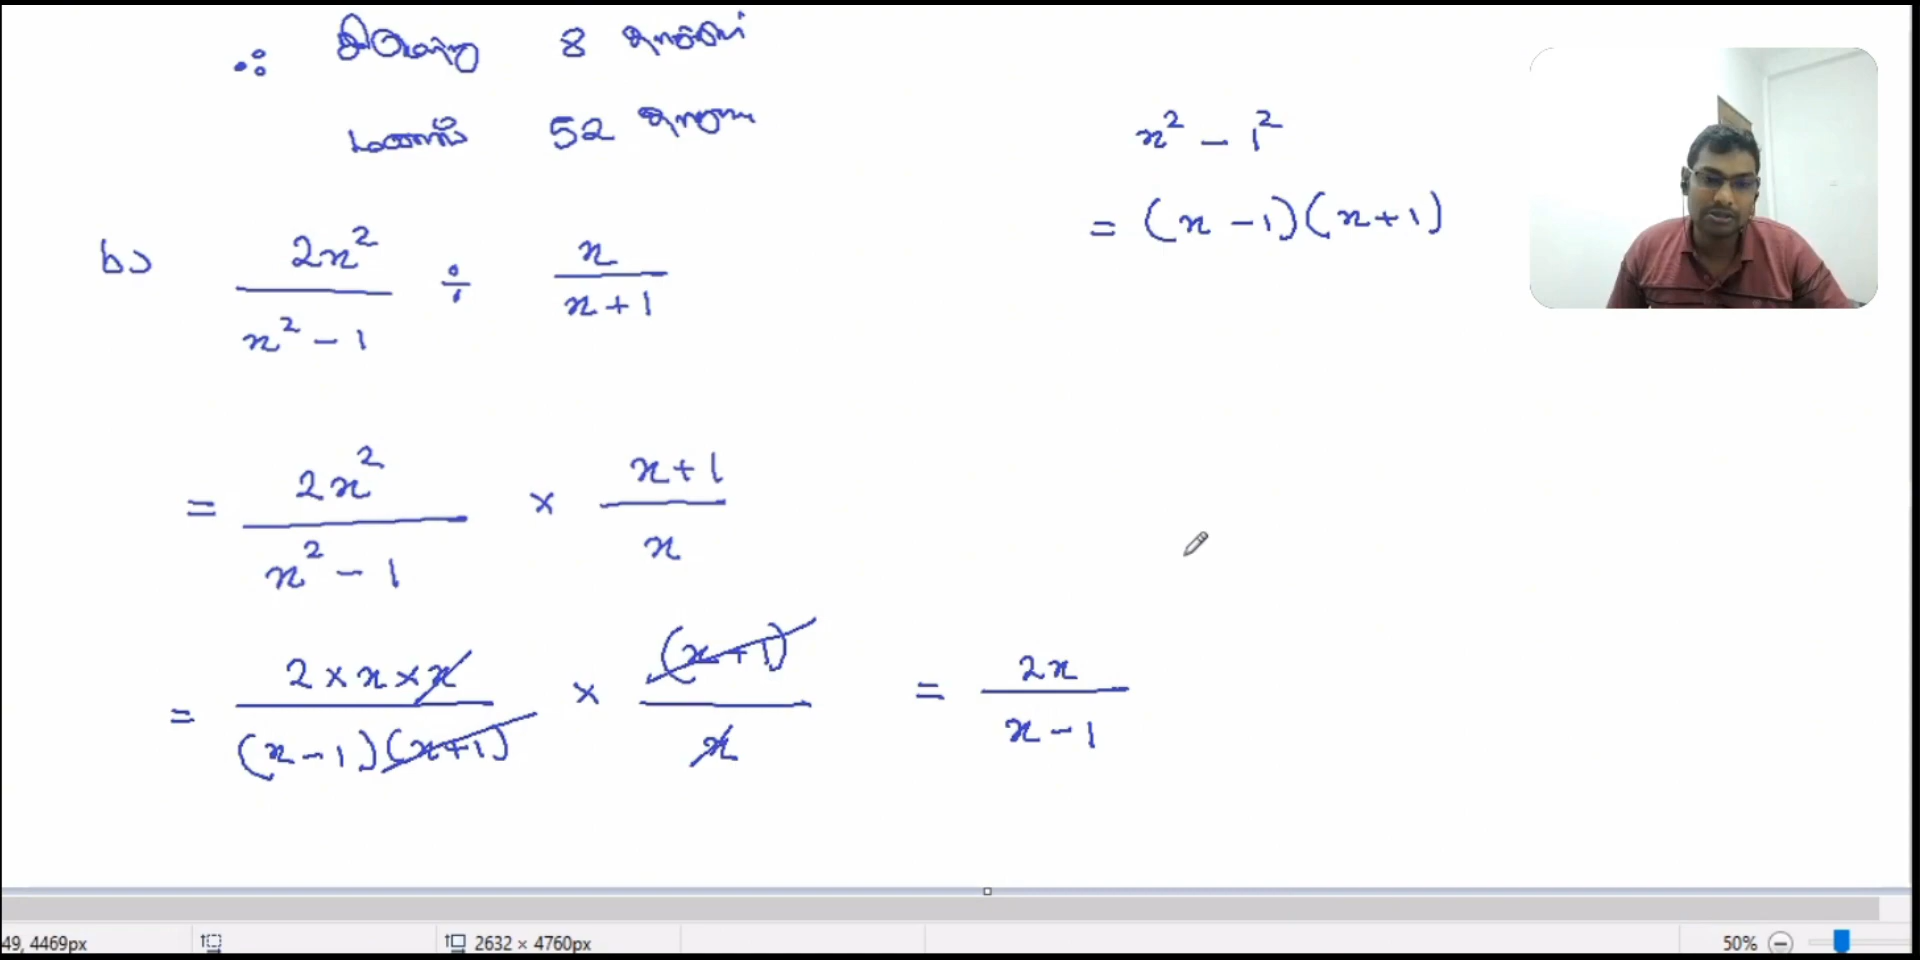 ∴ 8
52
x² - 1²
= (x - 1)(x + 1)
b) 2x² / (x² - 1) ÷ x / (x + 1)
= 2x² / (x² - 1) × (x + 1) / x
= 2 × x × x / (x - 1)(x + 1) × (x + 1) / x = 2x / (x - 1)
49, 4469px 2632 × 4760px 50%